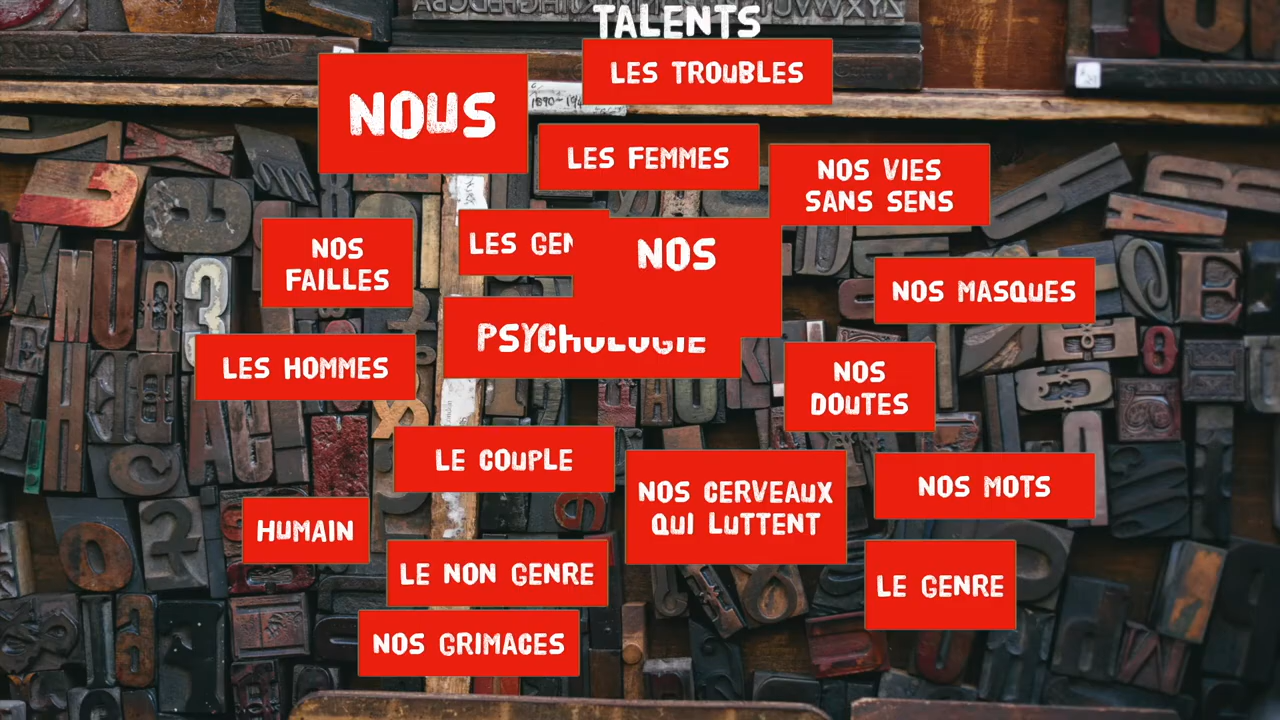 TALENTS
LES TROUBLES
NOUS
LES FEMMES
NOS VIES
SANS SENS
NOS
FAILLES
LES
NOS
NOS MASQUES
PSYCHOLOGIE
LES HOMMES
NOS
DOUTES
LE COUPLE
NOS CERVEAUX
QUI LUTTENT
NOS MOTS
HUMAIN
LE NON GENRE
LE GENRE
NOS GRIMACES